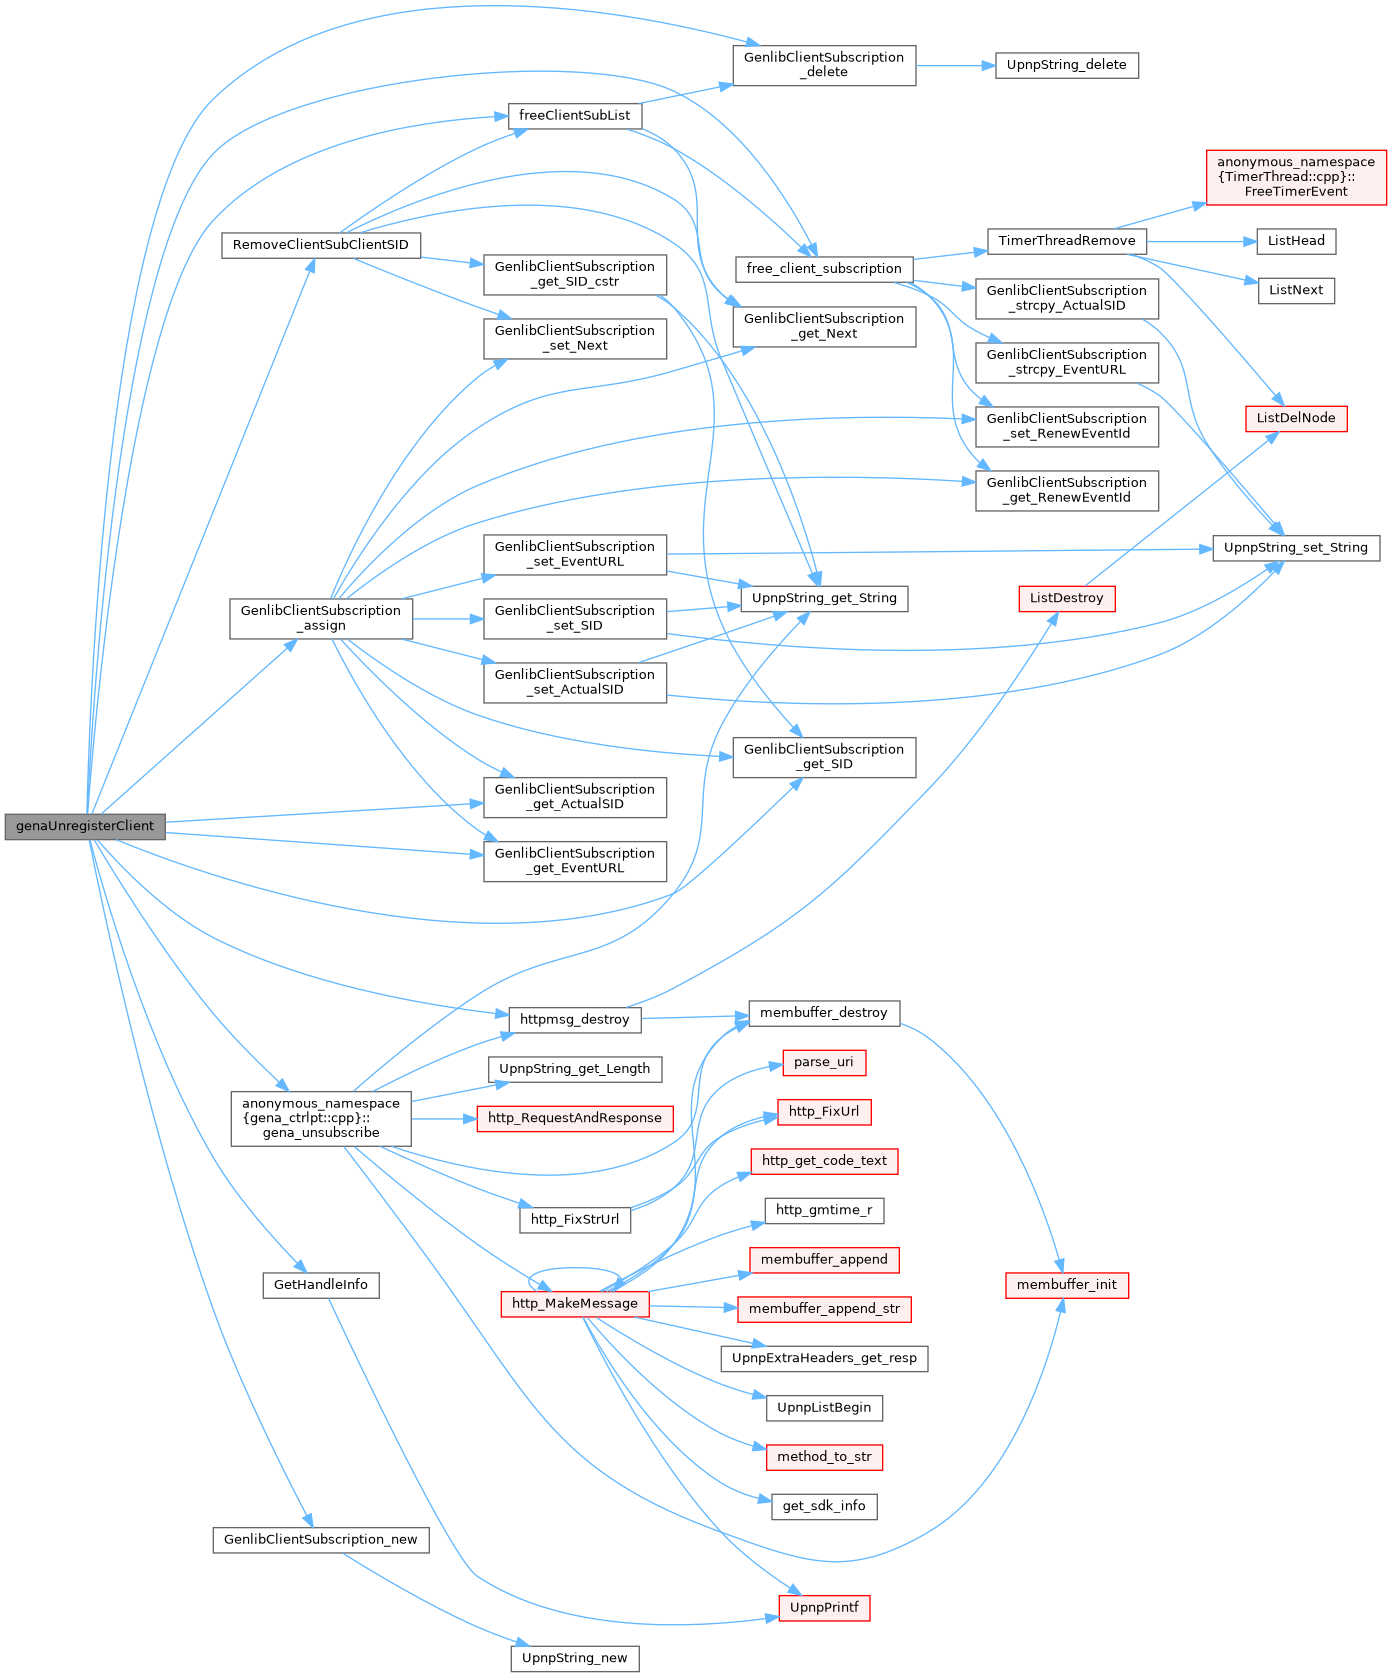 GenlibClientSubscription
_delete
UpnpString_delete
freeClientSubList
anonymous_namespace
{TimerThread::cpp}::
FreeTimerEvent
RemoveClientSubClientSID
TimerThreadRemove
ListHead
GenlibClientSubscription
_get_SID_cstr
free_client_subscription
GenlibClientSubscription
_strcpy_ActualSID
ListNext
GenlibClientSubscription
_set_Next
GenlibClientSubscription
_get_Next
GenlibClientSubscription
_strcpy_EventURL
ListDelNode
GenlibClientSubscription
_set_RenewEventId
GenlibClientSubscription
_get_RenewEventId
GenlibClientSubscription
_set_EventURL
UpnpString_set_String
GenlibClientSubscription
_assign
GenlibClientSubscription
_set_SID
UpnpString_get_String
ListDestroy
GenlibClientSubscription
_set_ActualSID
GenlibClientSubscription
_get_SID
GenlibClientSubscription
_get_ActualSID
genaUnregisterClient
GenlibClientSubscription
_get_EventURL
httpmsg_destroy
membuffer_destroy
UpnpString_get_Length
parse_uri
anonymous_namespace
{gena_ctrlpt::cpp}::
gena_unsubscribe
http_RequestAndResponse
http_FixUrl
http_get_code_text
http_FixStrUrl
http_gmtime_r
membuffer_append
GetHandleInfo
http_MakeMessage
membuffer_init
membuffer_append_str
UpnpExtraHeaders_get_resp
UpnpListBegin
method_to_str
get_sdk_info
GenlibClientSubscription_new
UpnpPrintf
UpnpString_new